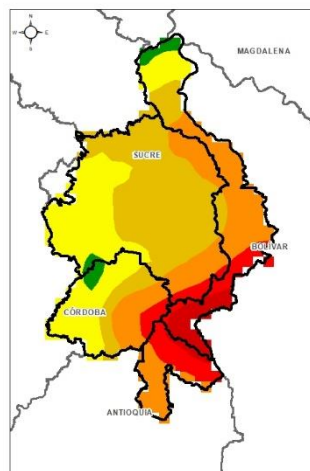 N
W E
S
MAGDALENA
SUCRE
BOLIVAR
CÓRDOBA
ANTIOQUIA